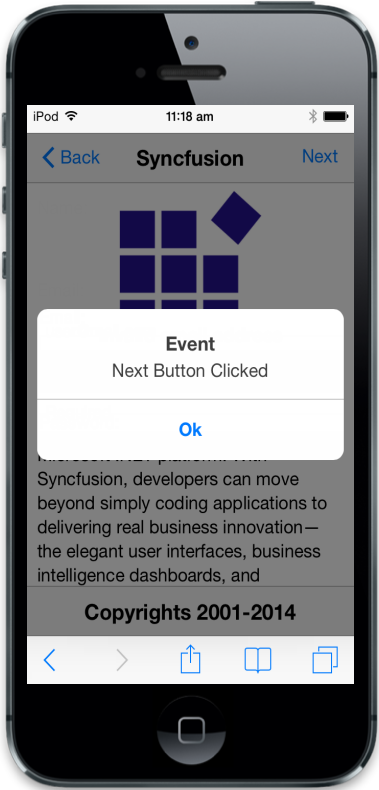 iPod 11:18 am
Back Syncfusion Next
Event
Next Button Clicked
Ok
Syncfusion, developers can move
beyond simply coding applications to
delivering real business innovation—
the elegant user interfaces, business
intelligence dashboards, and
Copyrights 2001-2014